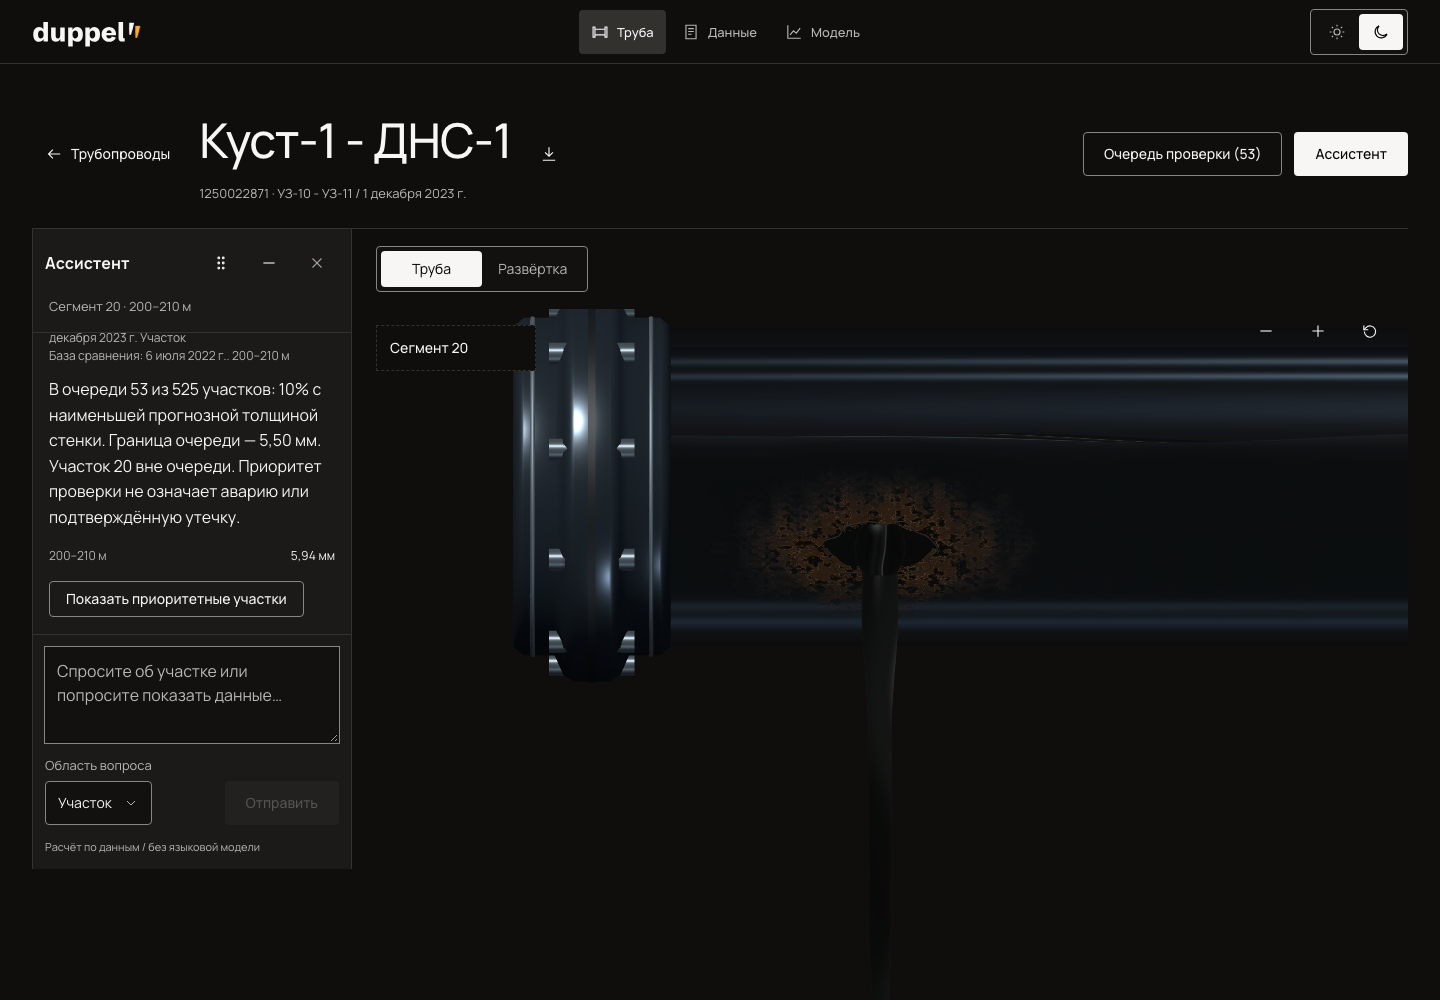 duppel
Труба
Данные
Модель
Трубопроводы
Куст-1 - ДНС-1
1250022871 · УЗ-10 - УЗ-11 / 1 декабря 2023 г.
Очередь проверки (53)
Ассистент
Ассистент
Сегмент 20 · 200–210 м
декабря 2023 г. Участок
База сравнения: 6 июля 2022 г.. 200–210 м
В очереди 53 из 525 участков: 10% с
наименьшей прогнозной толщиной
стенки. Граница очереди — 5,50 мм.
Участок 20 вне очереди. Приоритет
проверки не означает аварию или
подтверждённую утечку.
200–210 м
5,94 мм
Показать приоритетные участки
Спросите об участке или
попросите показать данные…
Область вопроса
Участок
Отправить
Расчёт по данным / без языковой модели
Труба
Развёртка
Сегмент 20